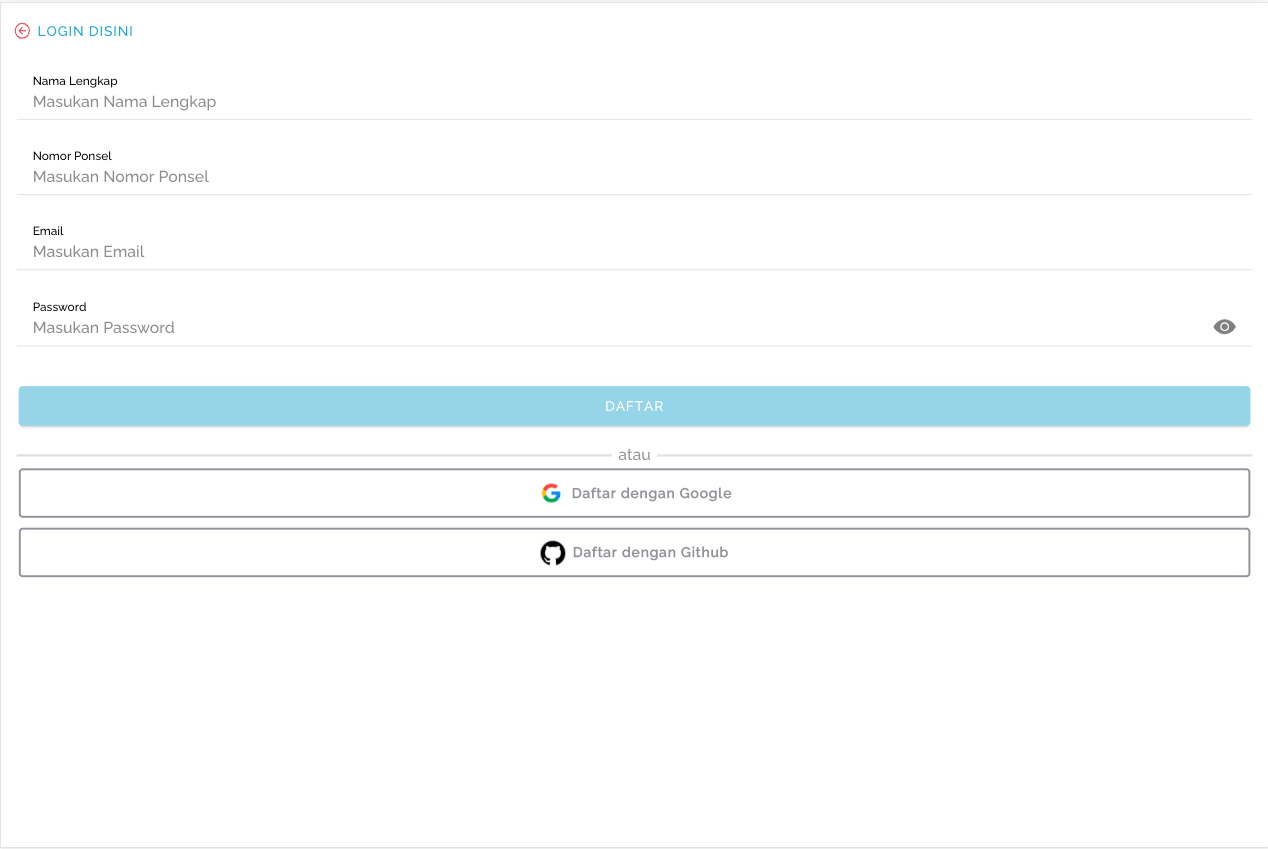 LOGIN DISINI
Nama Lengkap
Masukan Nama Lengkap
Nomor Ponsel
Masukan Nomor Ponsel
Email
Masukan Email
Password
Masukan Password
DAFTAR
atau
Daftar dengan Google
Daftar dengan Github